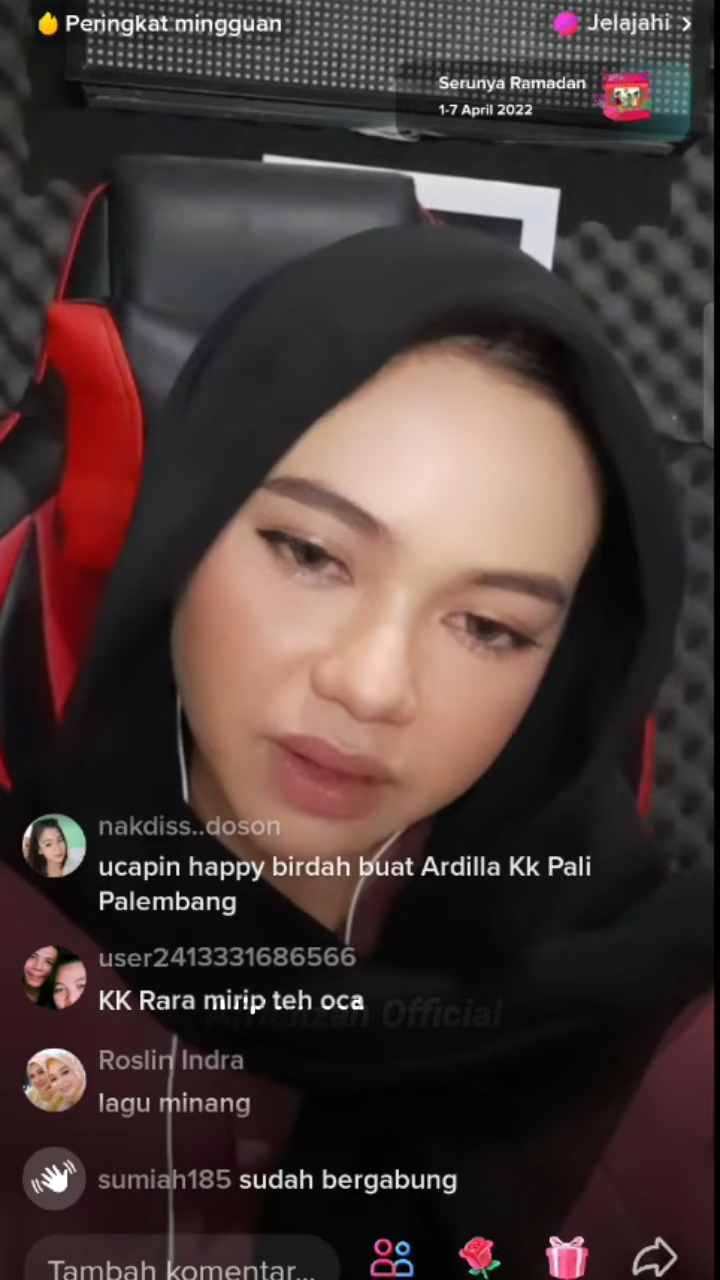 Peringkat mingguan
Jelajahi >
Serunya Ramadan
1-7 April 2022
nakdiss..doson
ucapin happy birdah buat Ardilla Kk Pali
Palembang
user2413331686566
KK Rara mirip teh oca
Official
Roslin Indra
lagu minang
sumiah185 sudah bergabung
Tambah komentar...